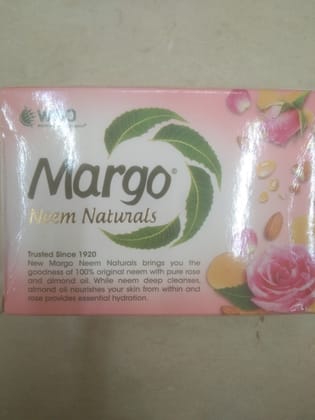 Margo®
Neem Naturals
Trusted Since 1920
New Margo Neem Naturals brings you the
goodness of 100% original neem with pure rose
and almond oil. While neem deep cleanses,
almond oil nourishes your skin from within and
rose provides essential hydration.